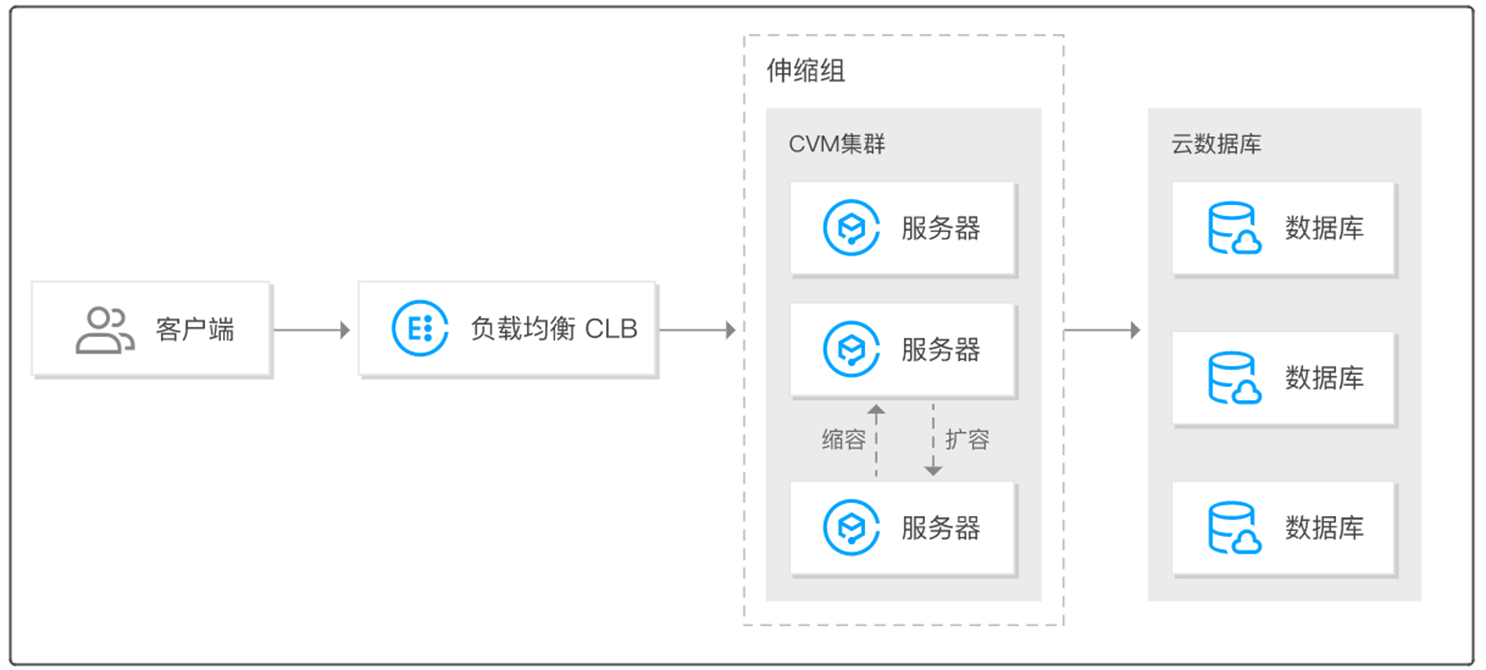 客户端
负载均衡 CLB
伸缩组
CVM集群
服务器
服务器
缩容
扩容
服务器
云数据库
数据库
数据库
数据库